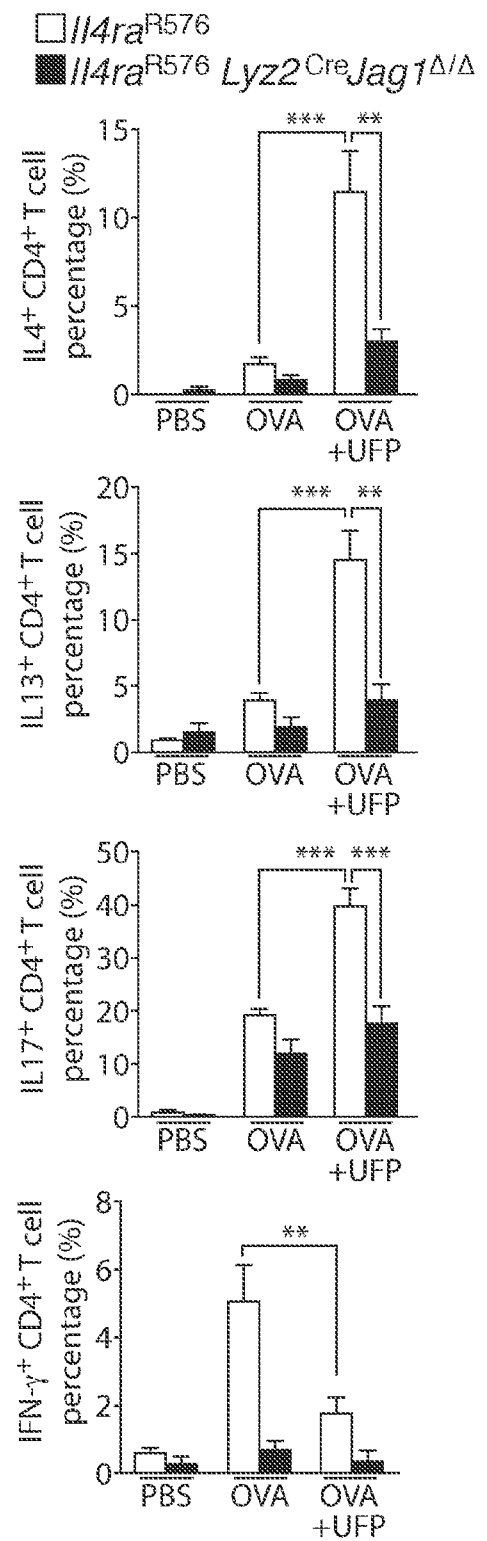 Il4raR576
Il4raR576 Lyz2CreJag1Δ/Δ
*** **
IL4+ CD4+ T cell
percentage (%)
15
10
5
0
PBS OVA OVA
+UFP
*** **
IL13+ CD4+ T cell
percentage (%)
20
15
10
5
0
PBS OVA OVA
+UFP
*** ***
IL17+ CD4+ T cell
percentage (%)
50
40
30
20
10
0
PBS OVA OVA
+UFP
**
IFN-γ+ CD4+ T cell
percentage (%)
8
6
4
2
0
PBS OVA OVA
+UFP